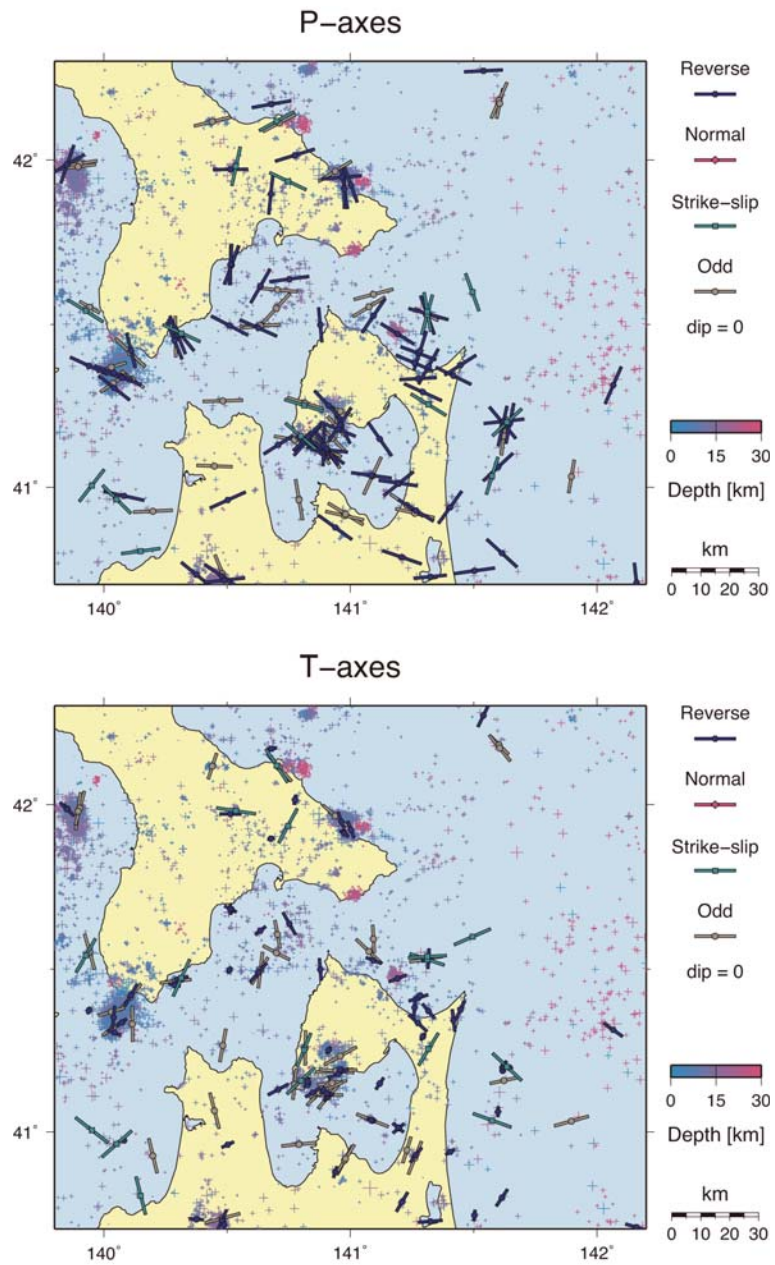 P-axes
42°
41°
140°
141°
142°
Reverse
Normal
Strike-slip
Odd
dip = 0
0 15 30
Depth [km]
km
0 10 20 30
T-axes
42°
41°
140°
141°
142°
Reverse
Normal
Strike-slip
Odd
dip = 0
0 15 30
Depth [km]
km
0 10 20 30